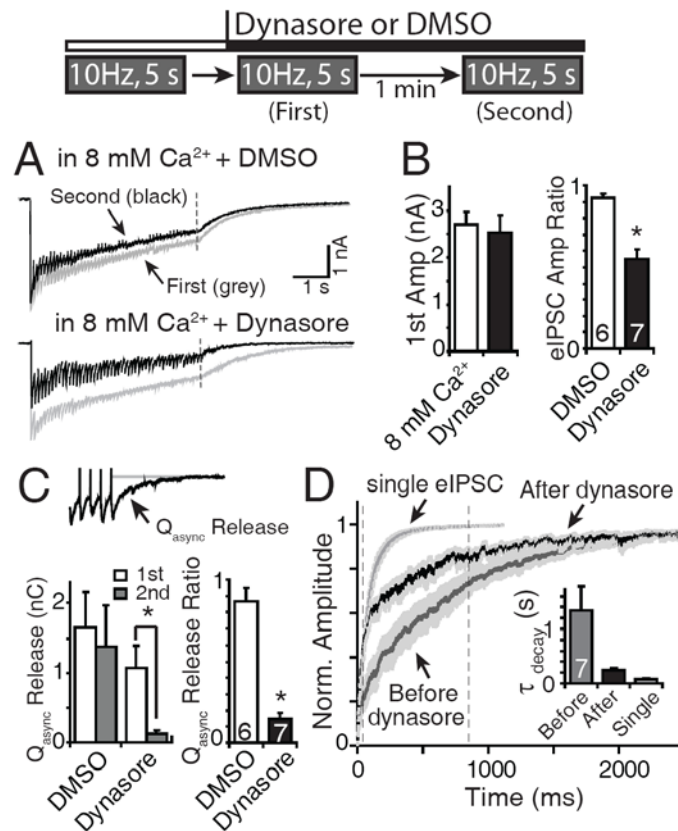 Dynasore or DMSO
10Hz, 5 s
10Hz, 5 s
1 min
10Hz, 5 s
(First)
(Second)
A
in 8 mM Ca²⁺ + DMSO
Second (black)
First (grey)
1 nA
1 s
in 8 mM Ca²⁺ + Dynasore
B
1st Amp (nA)
3
2
1
0
8 mM Ca²⁺
Dynasore
eIPSC Amp Ratio
1
0
*
6
7
DMSO
Dynasore
C
Qasync Release
1st
2nd
*
Qasync Release (nC)
2
1
0
DMSO
Dynasore
Qasync Release Ratio
1
0
*
6
7
DMSO
Dynasore
D
single eIPSC
After dynasore
Before
dynasore
Norm. Amplitude
1
0
0
1000
2000
Time (ms)
τ decay (s)
1
0
7
Before
After
Single